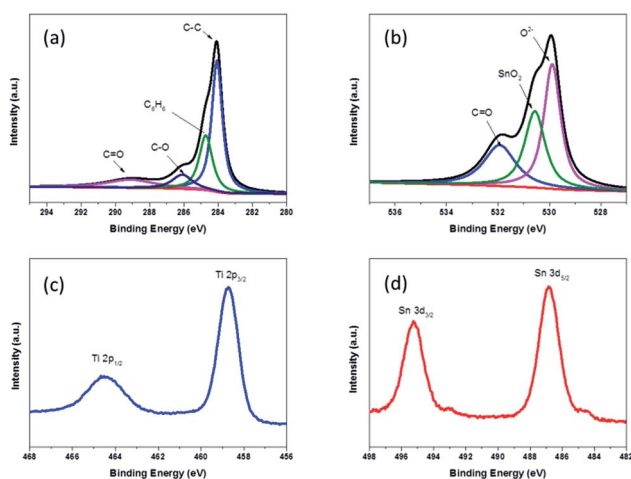 (a)
C-C
C6H6
C=O
C-O
Intensity (a.u.)
294 292 290 288 286 284 282 280
Binding Energy (eV)
(b)
O2-
SnO2
C=O
Intensity (a.u.)
536 534 532 530 528
Binding Energy (eV)
(c)
Ti 2p3/2
Ti 2p1/2
Intensity (a.u.)
468 466 464 462 460 458 456
Binding Energy (eV)
(d)
Sn 3d5/2
Sn 3d3/2
Intensity (a.u.)
498 496 494 492 490 488 486 484 482
Binding Energy (eV)